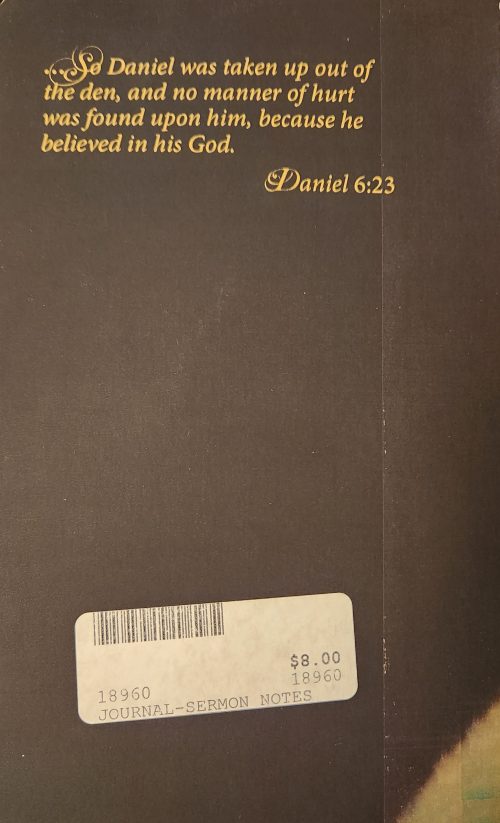 ...So Daniel was taken up out of
the den, and no manner of hurt
was found upon him, because he
believed in his God.
Daniel 6:23
$8.00
18960 18960
JOURNAL-SERMON NOTES